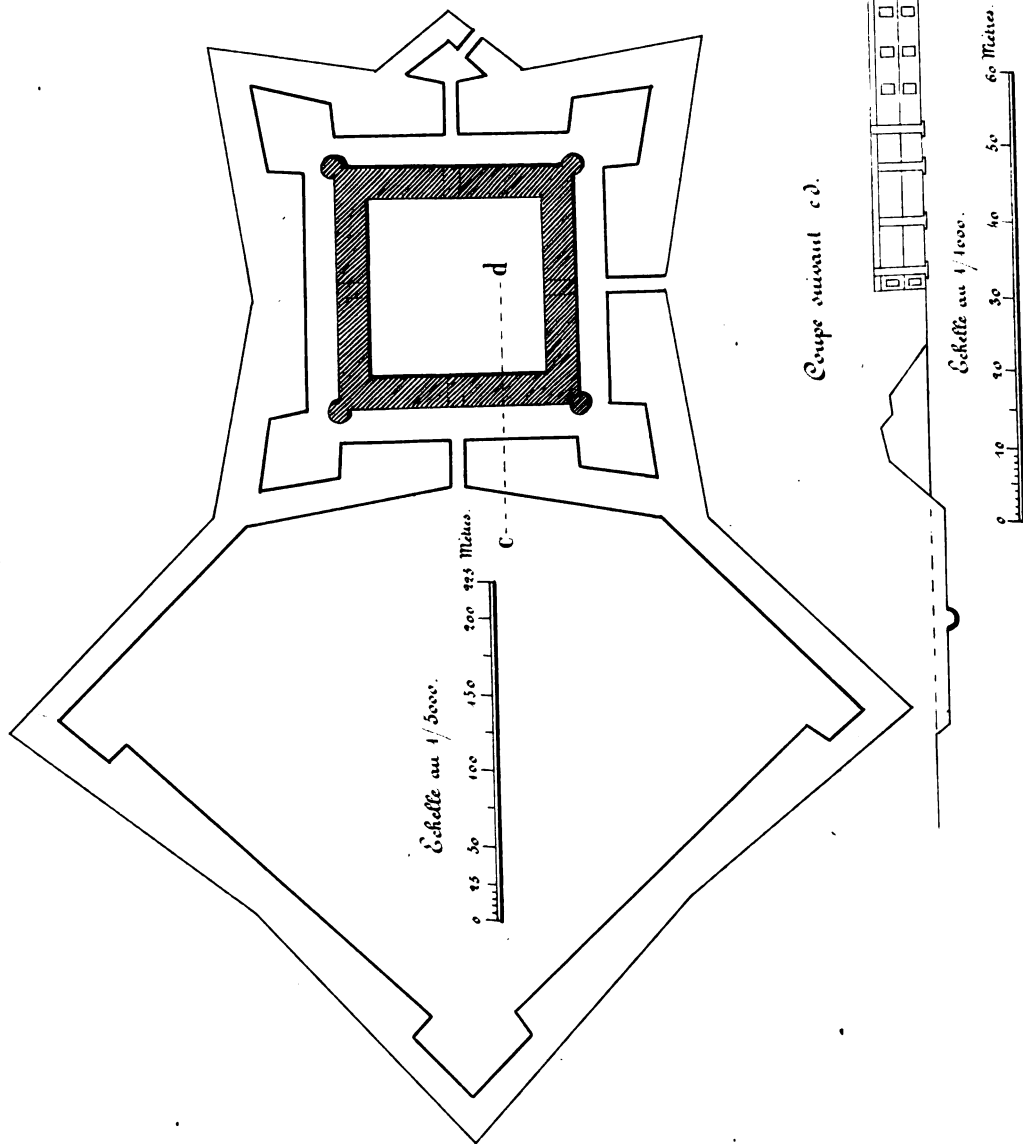 d
C
Echelle au 1/5000.
0 25 50 100 150 200 225 Mètres.
Coupe suivant cd.
Echelle au 1/1000.
0 10 20 30 40 50 60 Mètres.